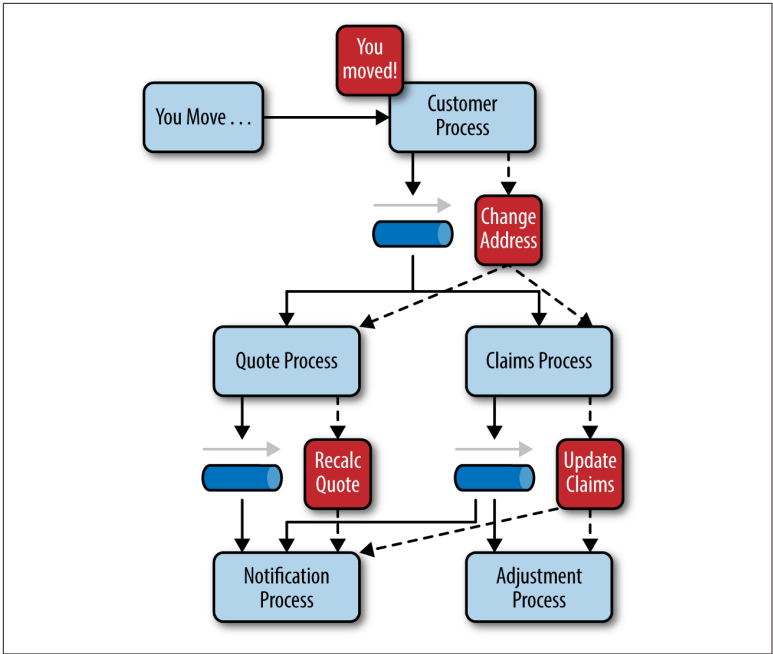 You
moved!
You Move . . .
Customer
Process
Change
Address
Quote Process
Claims Process
Recalc
Quote
Update
Claims
Notification
Process
Adjustment
Process